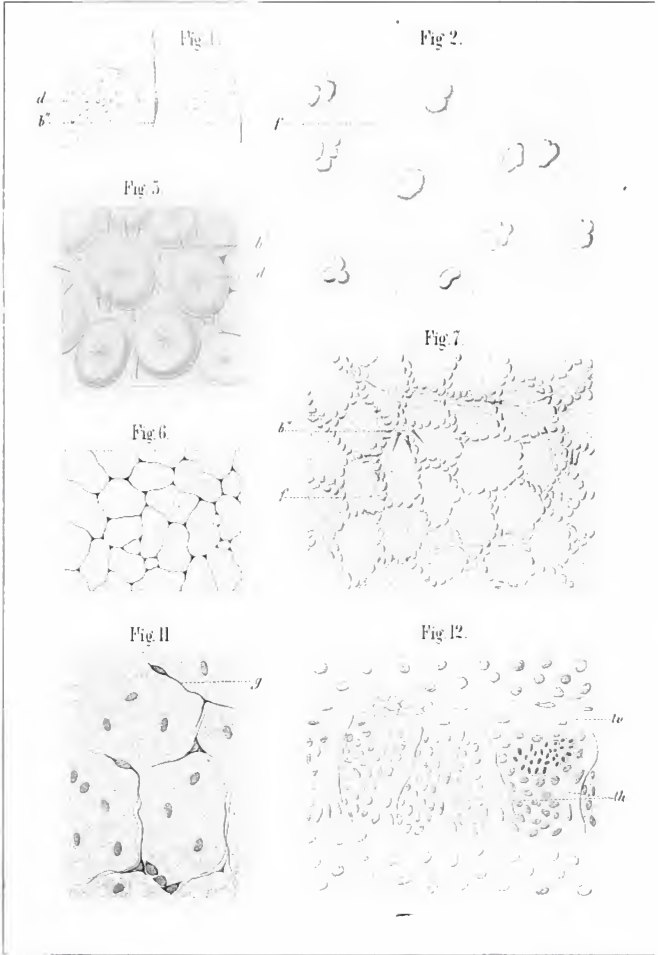 Fig. 1.
d
b''
Fig. 2.
f
Fig. 5.
b'
d
Fig. 7.
b''
f
Fig. 6.
Fig. 11
g
Fig. 12.
te
th